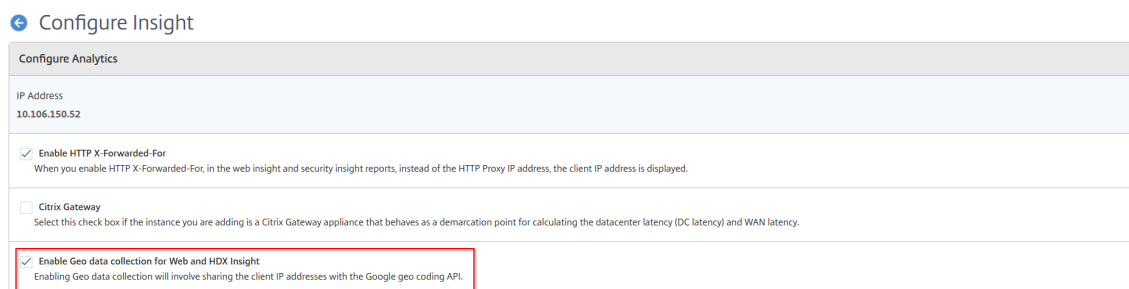 Configure Insight
Configure Analytics
IP Address
10.106.150.52
Enable HTTP X-Forwarded-For
When you enable HTTP X-Forwarded-For, in the web insight and security insight reports, instead of the HTTP Proxy IP address, the client IP address is displayed.
Citrix Gateway
Select this check box if the instance you are adding is a Citrix Gateway appliance that behaves as a demarcation point for calculating the datacenter latency (DC latency) and WAN latency.
Enable Geo data collection for Web and HDX Insight
Enabling Geo data collection will involve sharing the client IP addresses with the Google geo coding API.